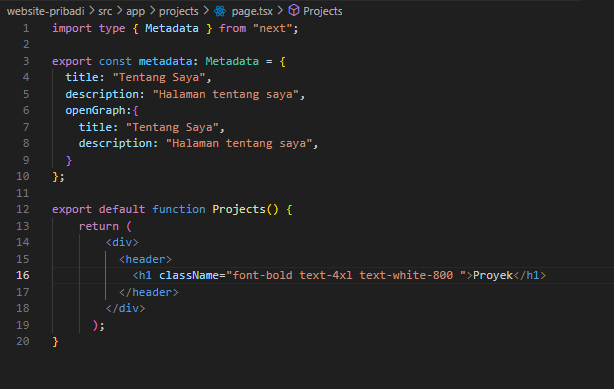 website-pribadi > src > app > projects > page.tsx > Projects
1 import type { Metadata } from "next";
2
3 export const metadata: Metadata = {
4 title: "Tentang Saya",
5 description: "Halaman tentang saya",
6 openGraph:{
7 title: "Tentang Saya",
8 description: "Halaman tentang saya",
9 }
10 };
11
12 export default function Projects() {
13 return (
14 <div>
15 <header>
16 <h1 className="font-bold text-4xl text-white-800 ">Proyek</h1>
17 </header>
18 </div>
19 );
20 }